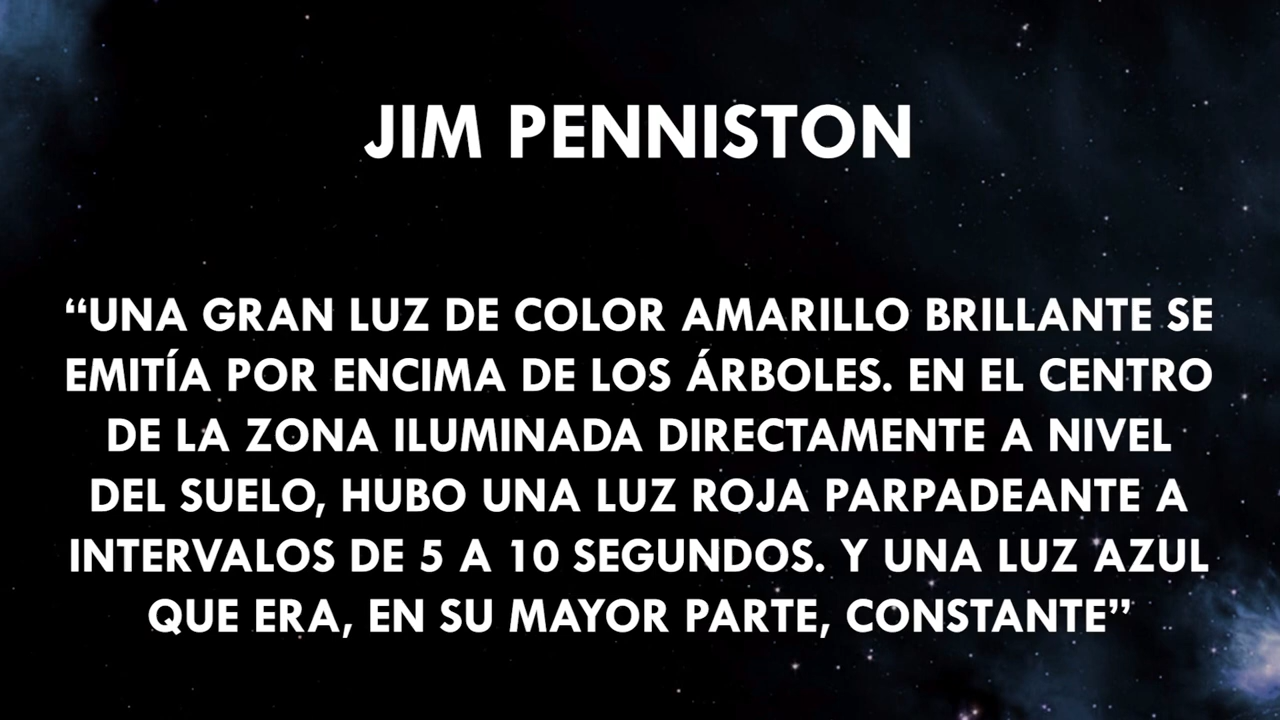 JIM PENNISTON
“UNA GRAN LUZ DE COLOR AMARILLO BRILLANTE SE
EMITÍA POR ENCIMA DE LOS ÁRBOLES. EN EL CENTRO
DE LA ZONA ILUMINADA DIRECTAMENTE A NIVEL
DEL SUELO, HUBO UNA LUZ ROJA PARPADEANTE A
INTERVALOS DE 5 A 10 SEGUNDOS. Y UNA LUZ AZUL
QUE ERA, EN SU MAYOR PARTE, CONSTANTE”